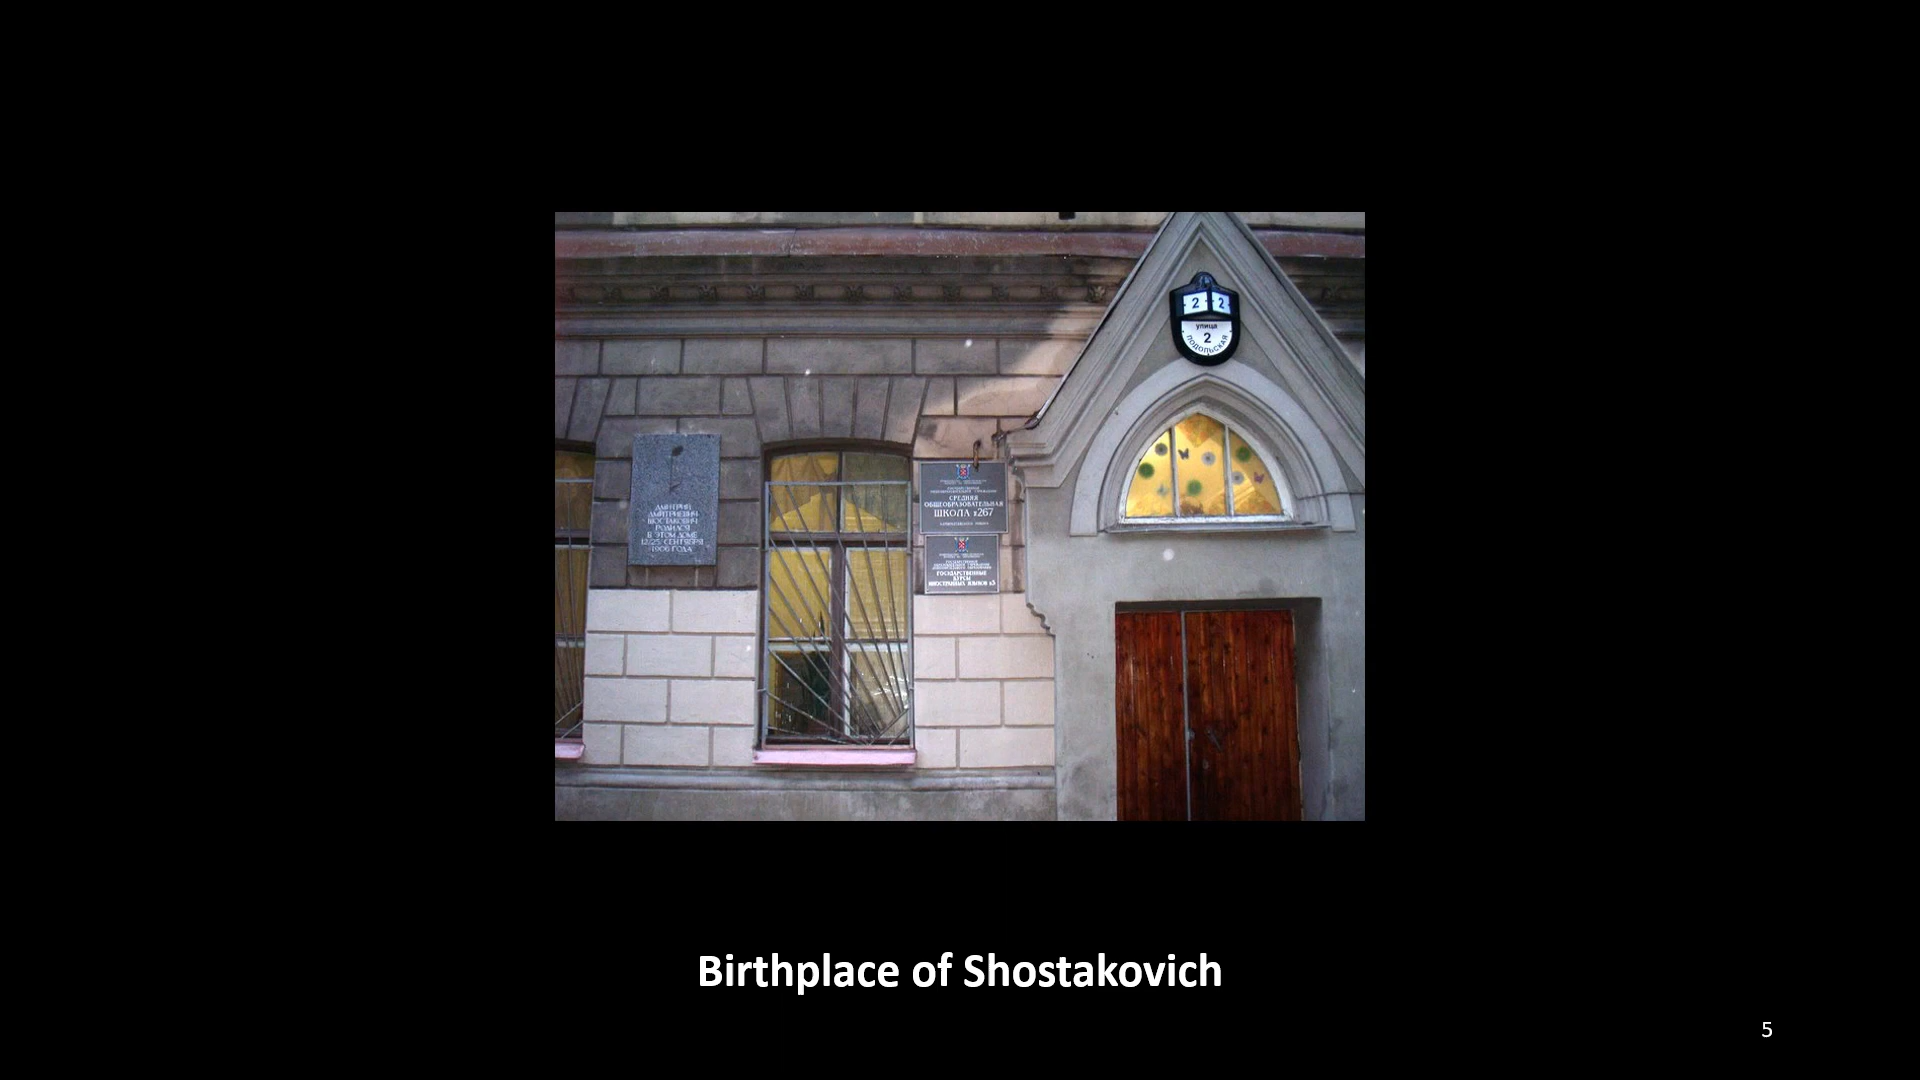 2 2
улица
2
ПОДОЛЬСКАЯ
ДМИТРИЙ
ДМИТРИЕВИЧ
ШОСТАКОВИЧ
РОДИЛСЯ
В ЭТОМ ДОМЕ
12/25 СЕНТЯБРЯ
1906 ГОДА
СРЕДНЯЯ
ОБЩЕОБРАЗОВАТЕЛЬНАЯ
ШКОЛА №267
ГОСУДАРСТВЕННЫЕ
КУРСЫ
ИНОСТРАННЫХ ЯЗЫКОВ
Birthplace of Shostakovich
5